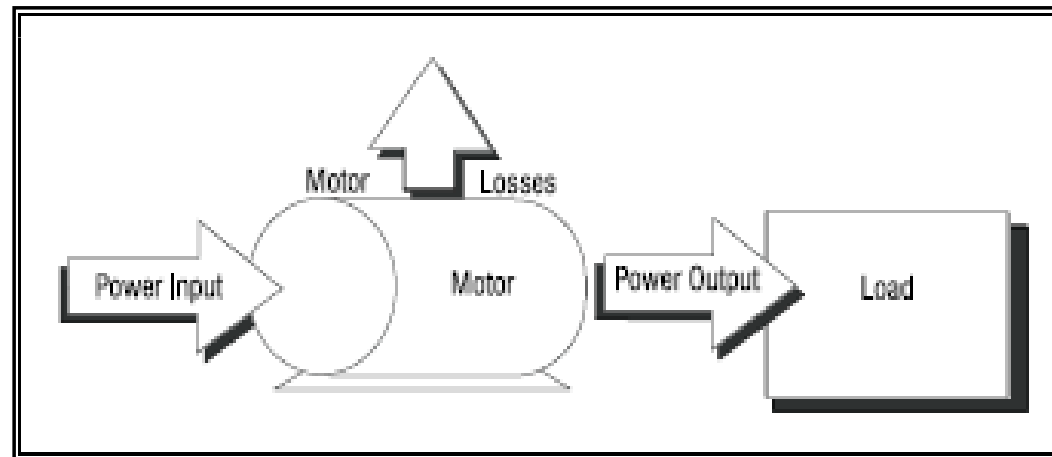 Motor Losses
Power Input
Motor
Power Output
Load